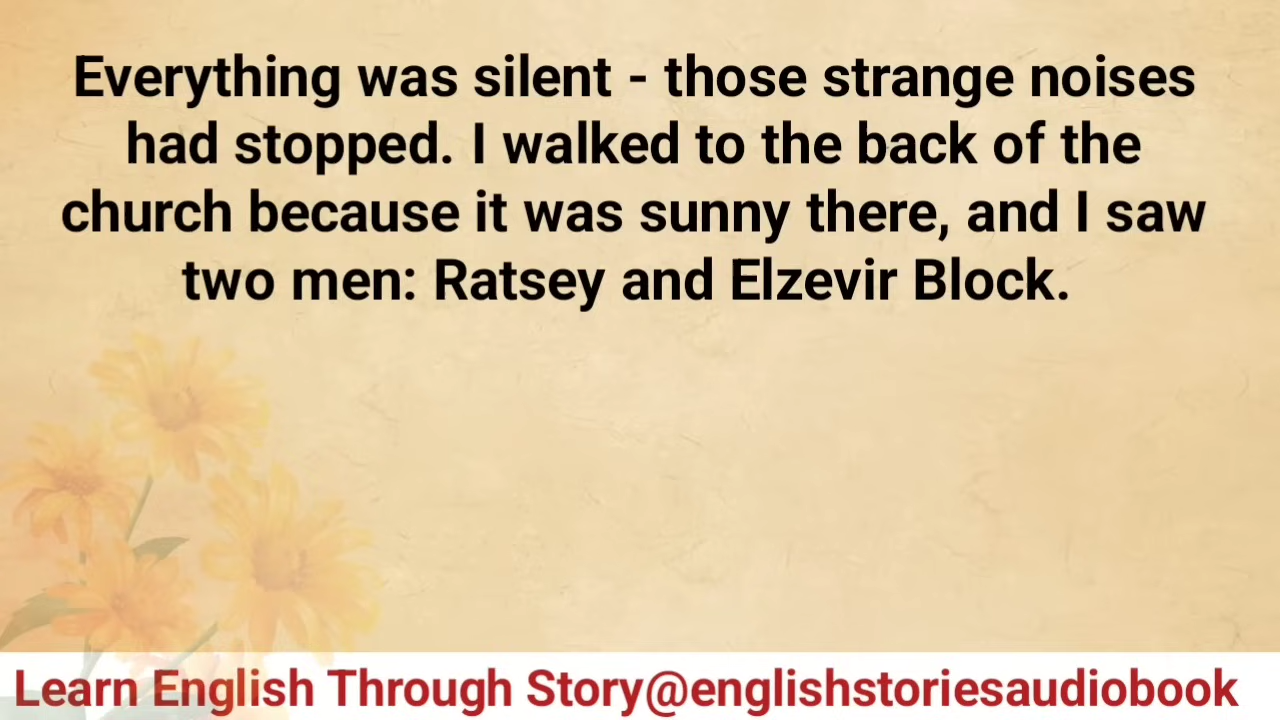 Everything was silent - those strange noises
had stopped. I walked to the back of the
church because it was sunny there, and I saw
two men: Ratsey and Elzevir Block.
Learn English Through Story@englishstoriesaudiobook